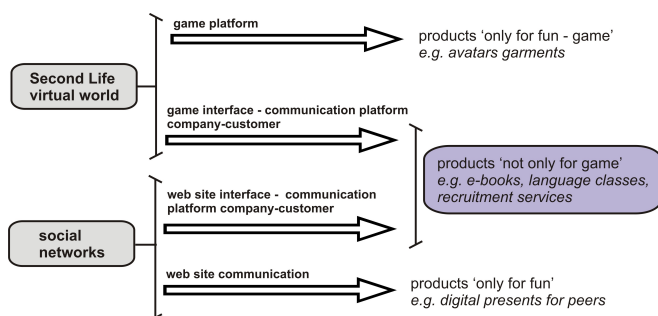 game platform
products ‘only for fun - game’
e.g. avatars garments
Second Life
virtual world
game interface - communication platform
company-customer
products ‘not only for game’
e.g. e-books, language classes,
recruitment services
web site interface - communication
platform company-customer
social
networks
web site communication
products ‘only for fun’
e.g. digital presents for peers